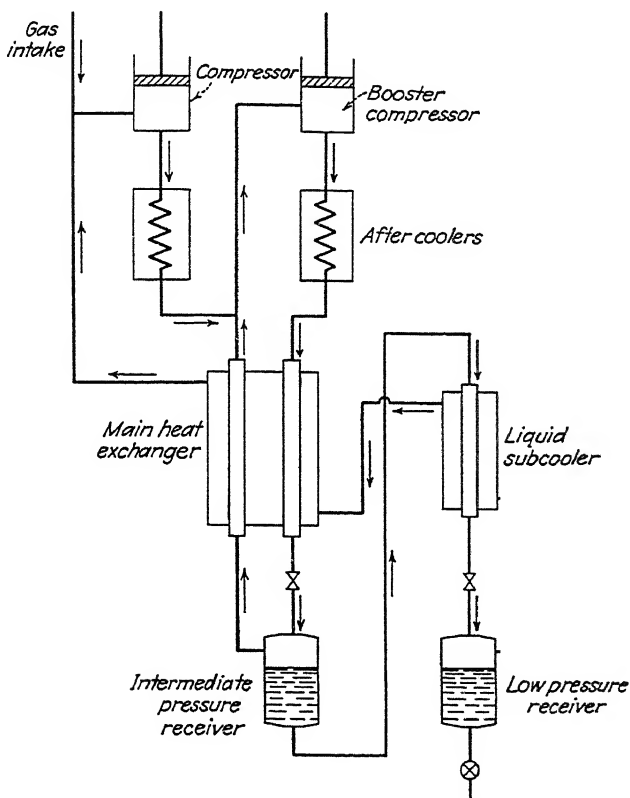 Gas
intake
Compressor
Booster
compressor
After coolers
Main heat
exchanger
Liquid
subcooler
Intermediate
pressure
receiver
Low pressure
receiver